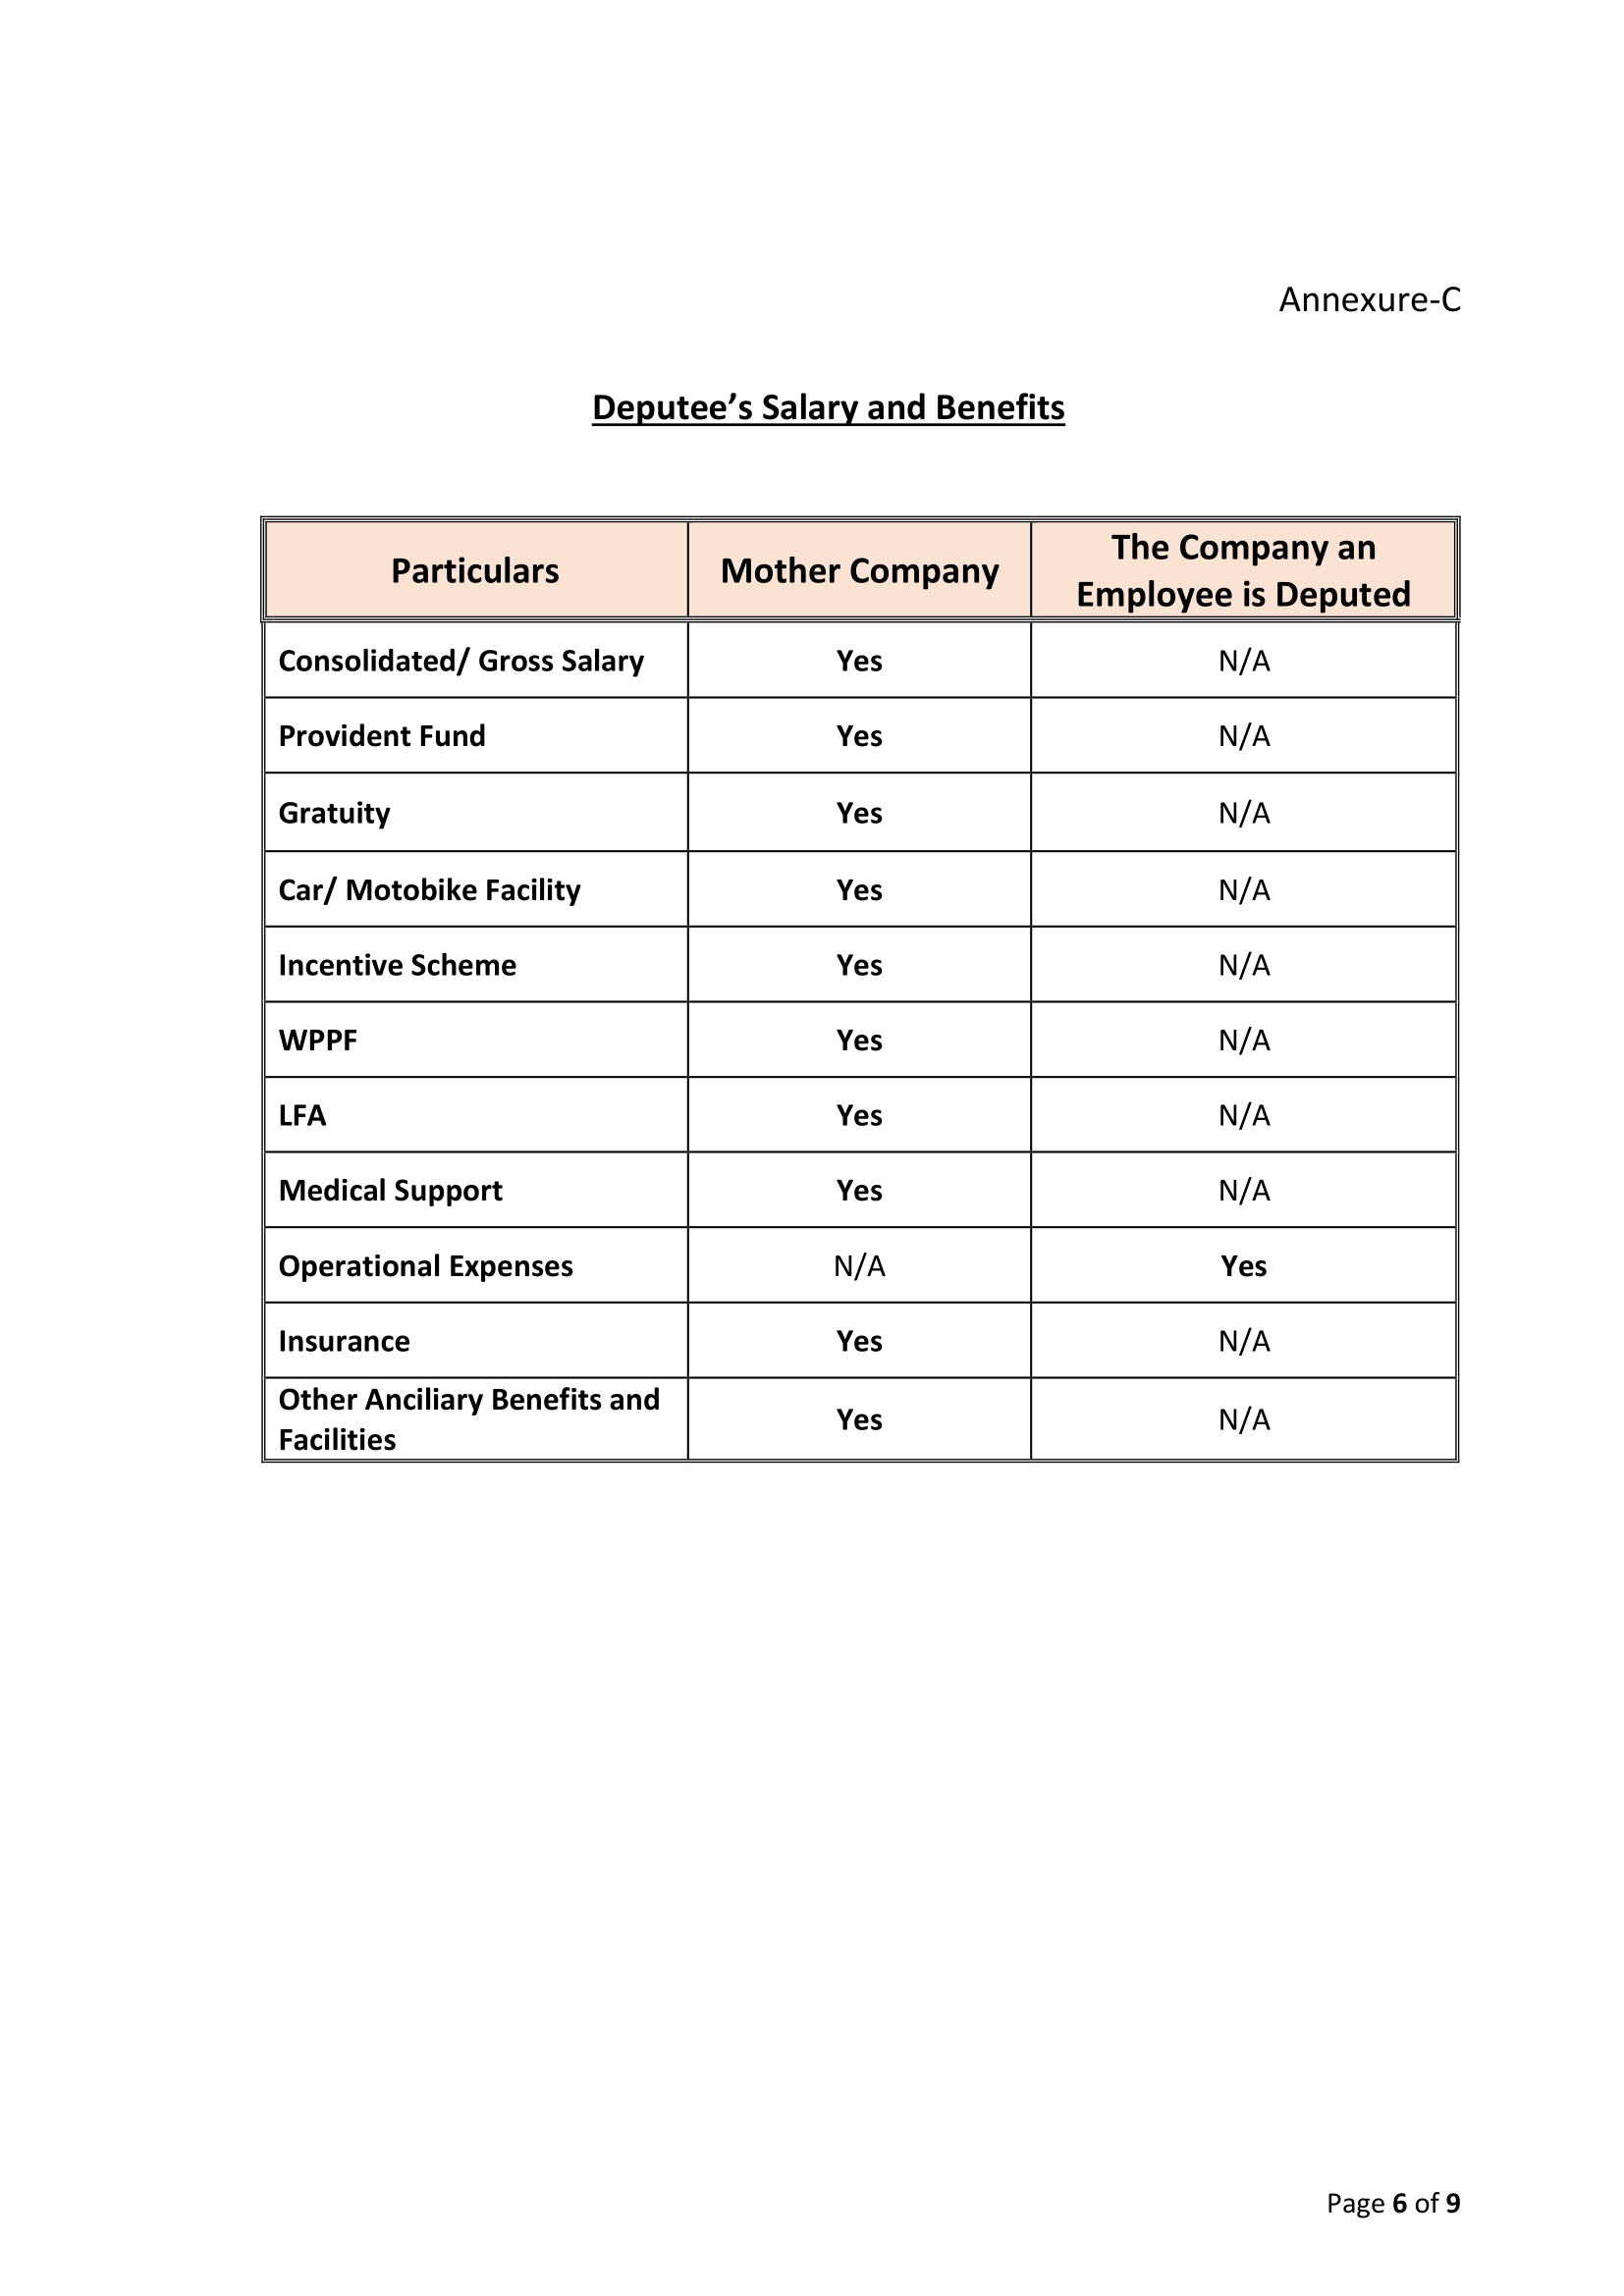 Annexure-C
Deputee’s Salary and Benefits
Particulars Mother Company The Company an
Employee is Deputed
Consolidated/ Gross Salary Yes N/A
Provident Fund Yes N/A
Gratuity Yes N/A
Car/ Motobike Facility Yes N/A
Incentive Scheme Yes N/A
WPPF Yes N/A
LFA Yes N/A
Medical Support Yes N/A
Operational Expenses N/A Yes
Insurance Yes N/A
Other Anciliary Benefits and
Facilities Yes N/A
Page 6 of 9